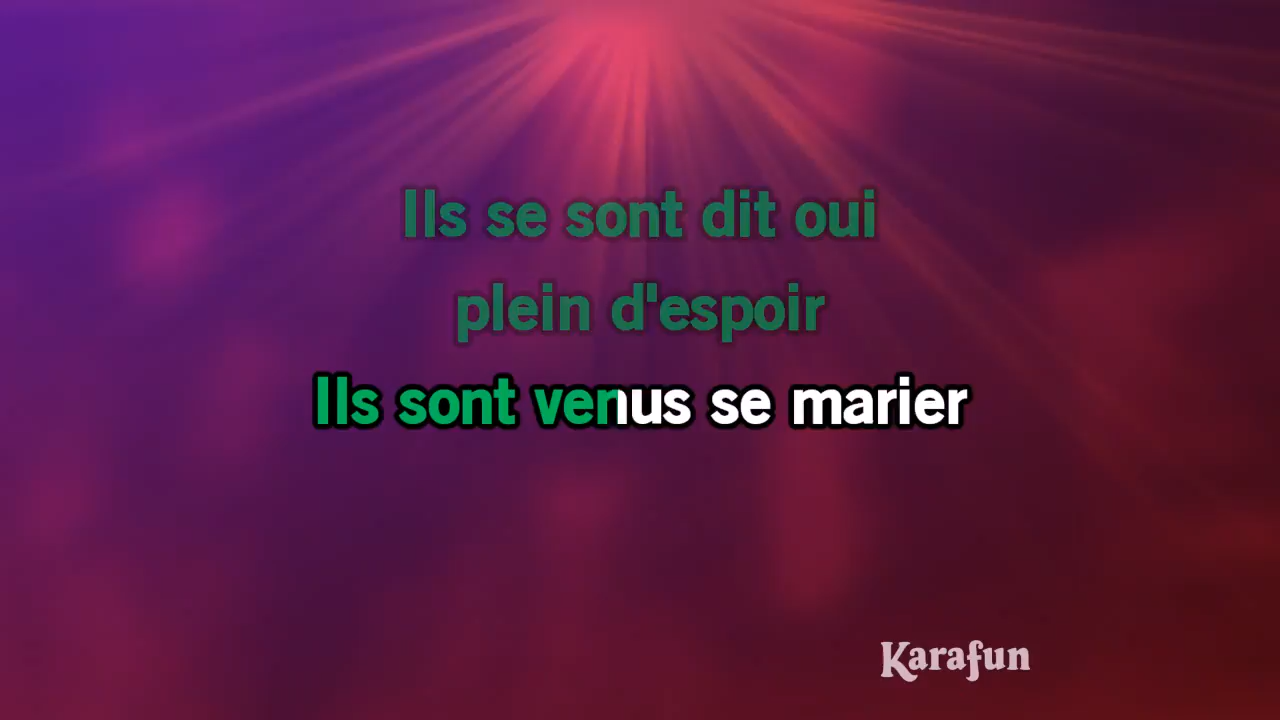 Ils se sont dit oui
plein d'espoir
Ils sont venus se marier
Karafun